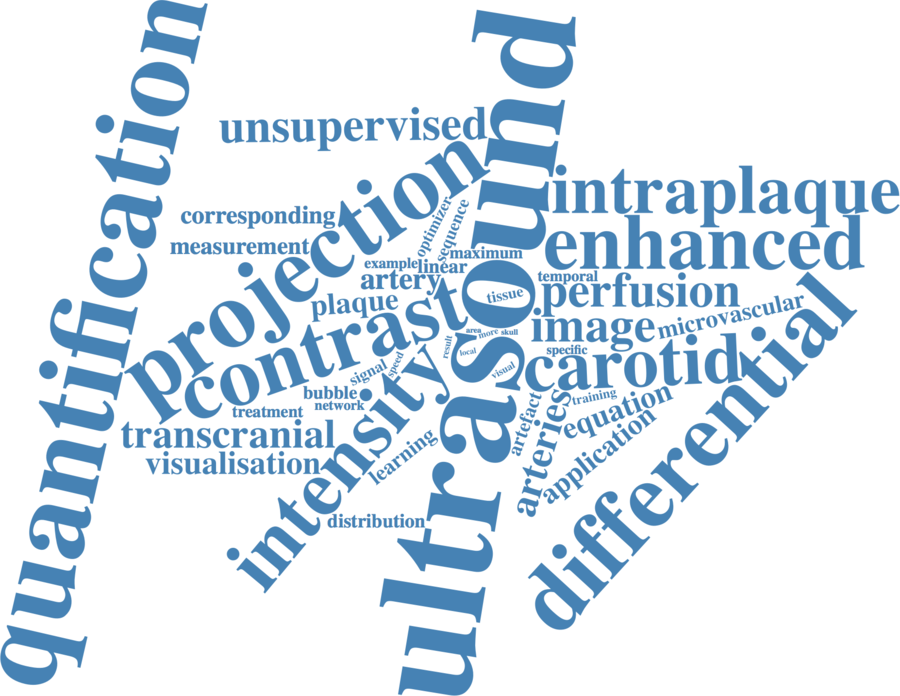 quantification
ultrasound
unsupervised
projection
intraplaque
enhanced
corresponding
measurement
optimizer
sequence
maximum
example
linear
artery
temporal
perfusion
plaque
contrast
tissue
image
microvascular
area
more
skull
result
local
specific
carotid
differential
speed
signal
visual
bubble
network
treatment
intensity
training
artefact
arteries
equation
transcranial
visualisation
learning
application
distribution